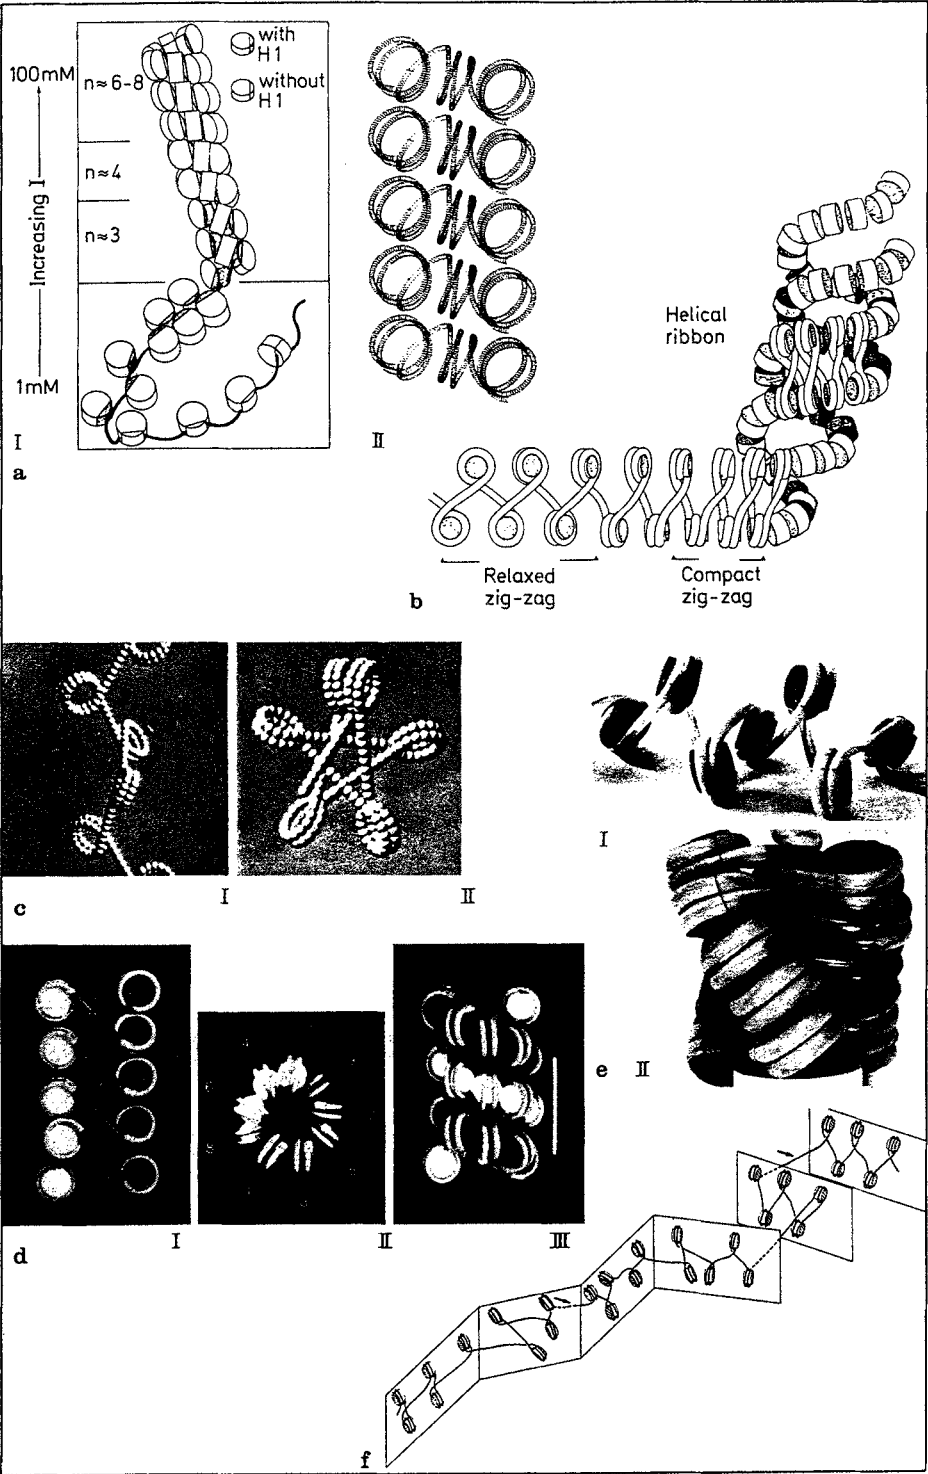 100mM
n≈6-8
with
H1
without
H1
n≈4
Increasing I
n≈3
1mM
I
a
II
Helical
ribbon
Relaxed
zig-zag
Compact
zig-zag
b
I
II
c
I
e II
I
II
III
d
f